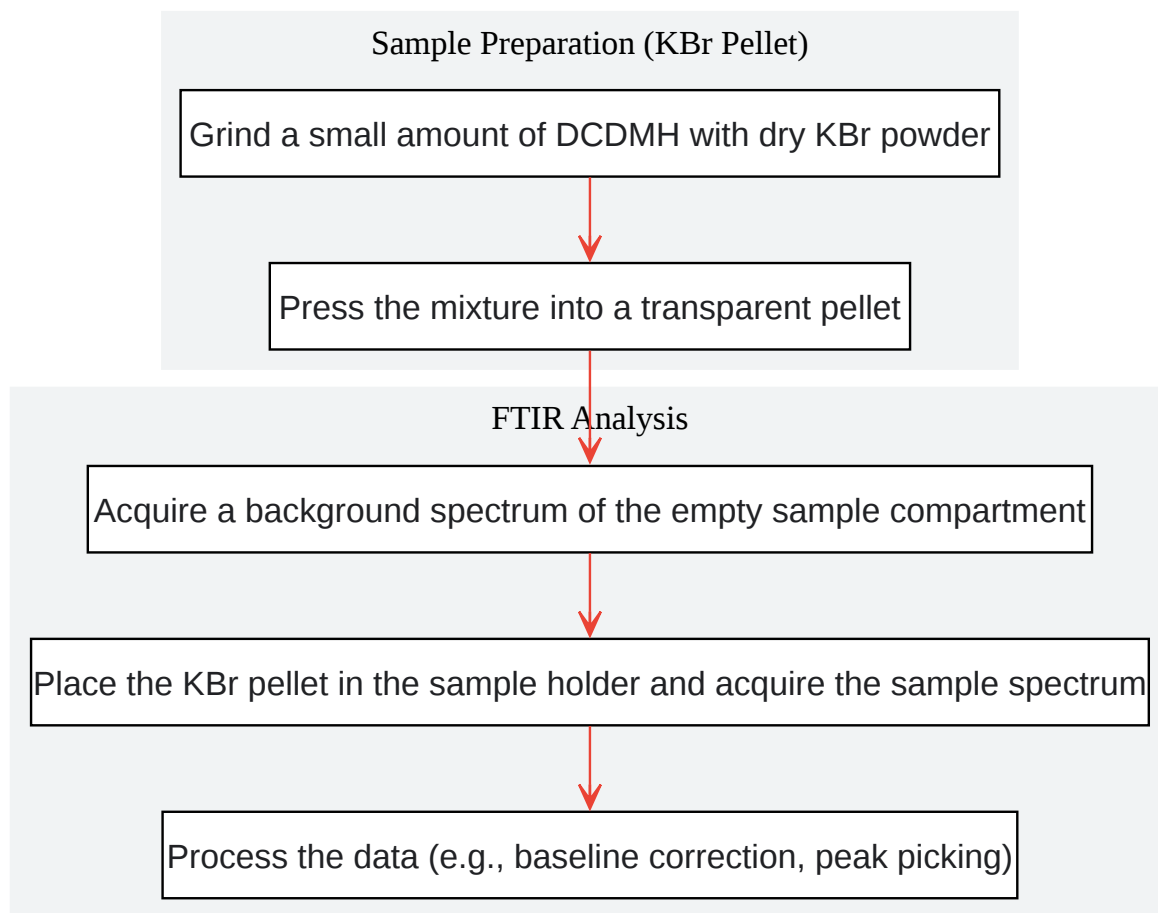 Sample Preparation (KBr Pellet)
Grind a small amount of DCDMH with dry KBr powder
Press the mixture into a transparent pellet
FTIR Analysis
Acquire a background spectrum of the empty sample compartment
Place the KBr pellet in the sample holder and acquire the sample spectrum
Process the data (e.g., baseline correction, peak picking)